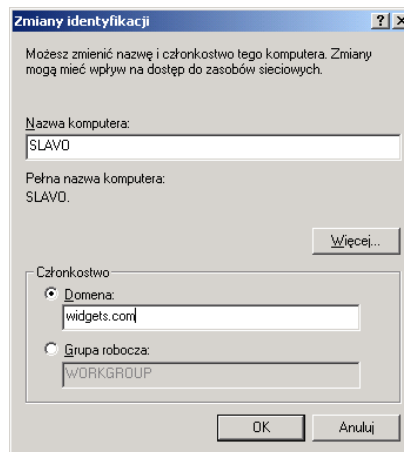 Zmiany identyfikacji
Możesz zmienić nazwę i członkostwo tego komputera. Zmiany
mogą mieć wpływ na dostęp do zasobów sieciowych.
Nazwa komputera:
SLAVO
Pełna nazwa komputera:
SLAVO.
Więcej...
Członkostwo
Domena:
widgets.com
Grupa robocza:
WORKGROUP
OK Anuluj